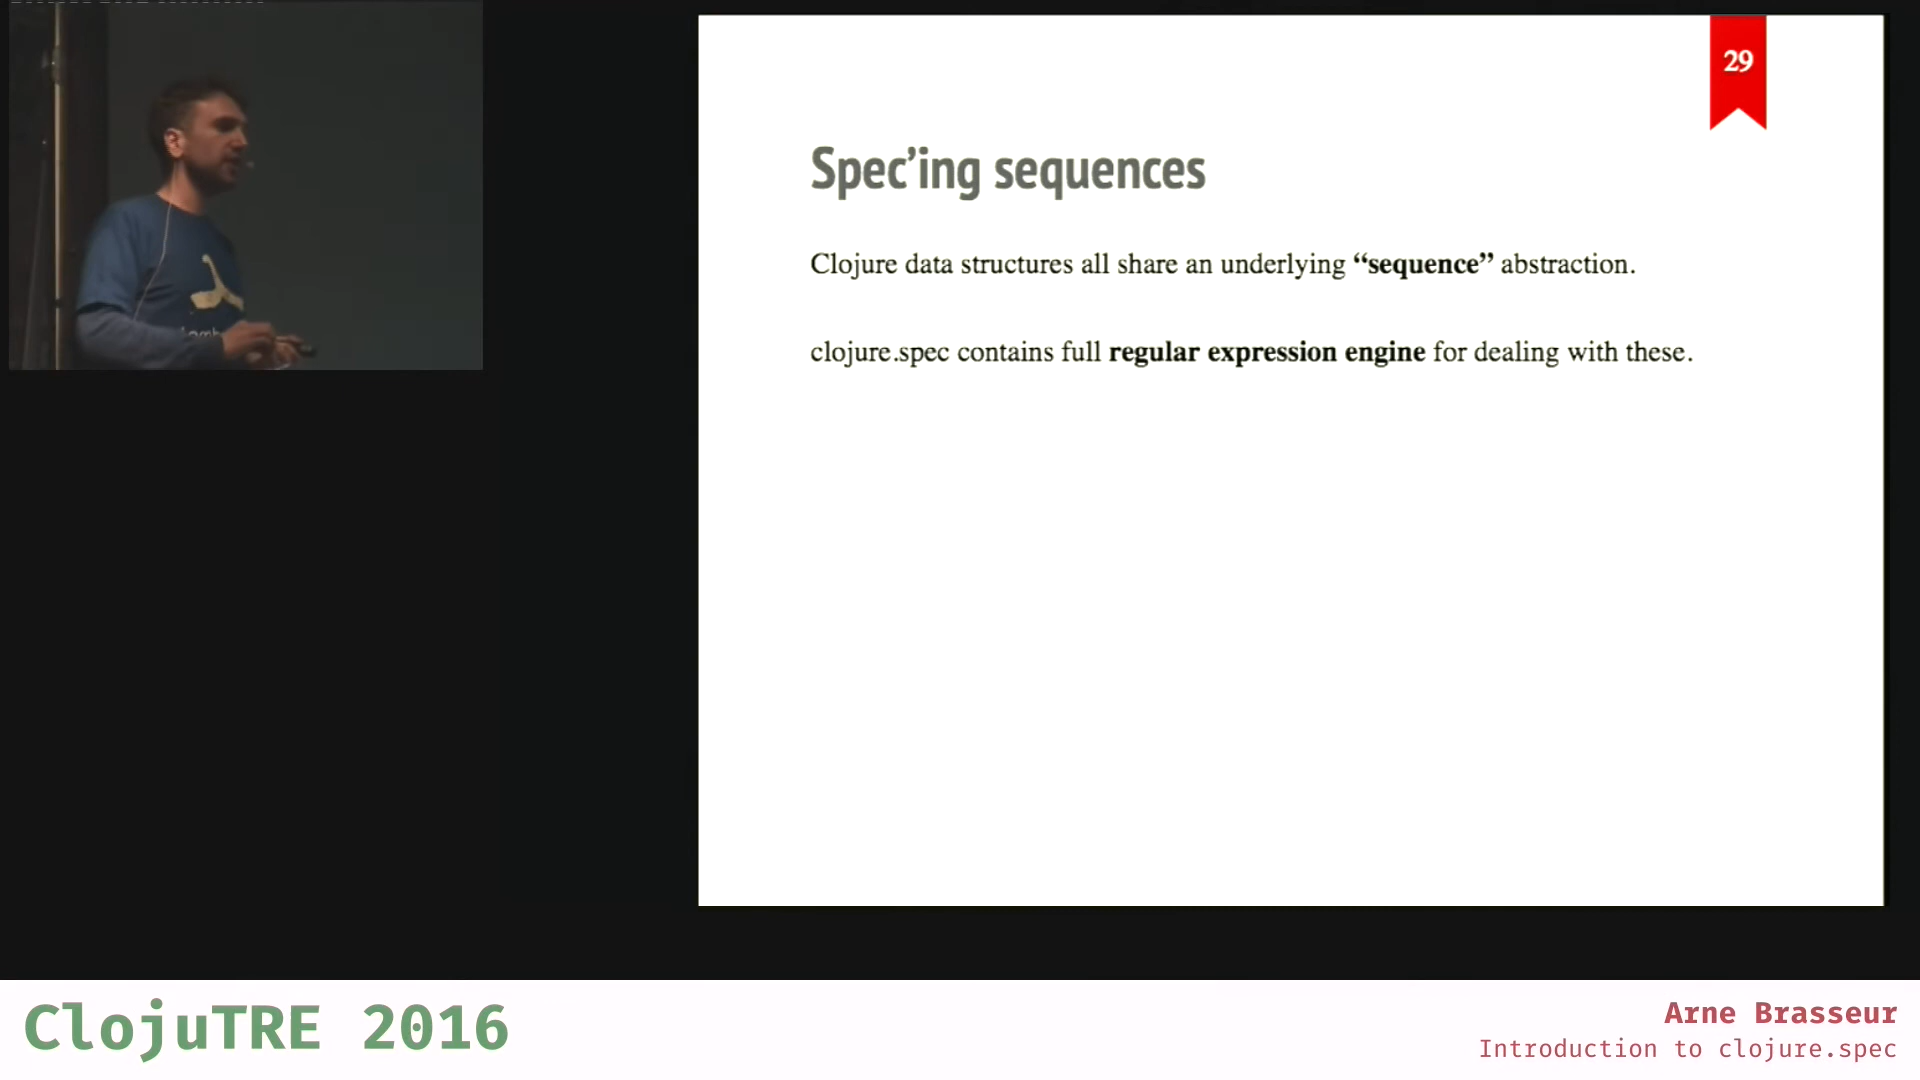 29
Spec’ing sequences
Clojure data structures all share an underlying “sequence” abstraction.
clojure.spec contains full regular expression engine for dealing with these.
ClojuTRE 2016
Arne Brasseur
Introduction to clojure.spec